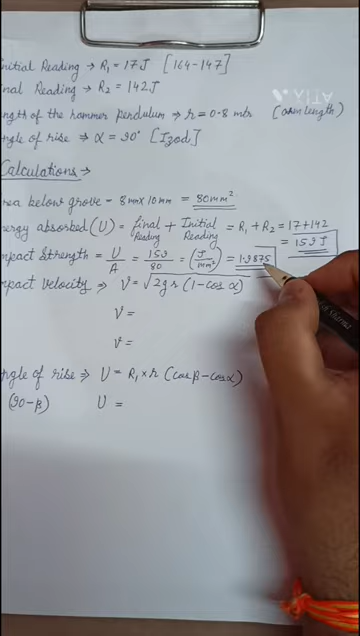 nitial Reading → R₁ = 17J [164-147]
inal Reading → R₂ = 142J
ngth of the hammer pendulum → r = 0.8 mtr (arm length)
ngle of rise → α = 90° [Izod]
Calculations →
rea below grove - 8mm x 10mm = 80mm²
nergy absorbed (U) = final Reading + Initial Reading = R₁ + R₂ = 17+142
= 159 J
mpact Strength = U/A = 159/80 = (J/mm²) = 1.9875
mpact Velocity ⇒ V = √2gr (1-cos α)
V =
V =
ngle of rise ⇒ U = R₁ × r (cosβ - cosα)
(90-β) U =